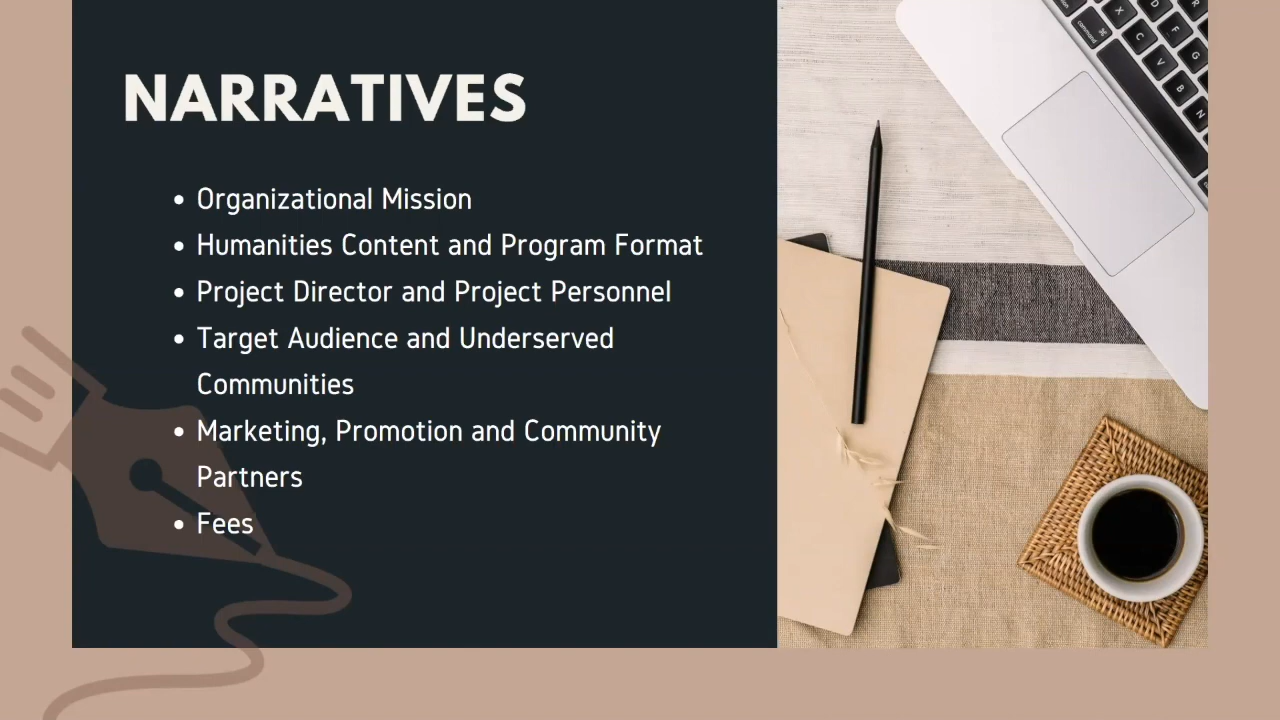 NARRATIVES
• Organizational Mission
• Humanities Content and Program Format
• Project Director and Project Personnel
• Target Audience and Underserved
Communities
• Marketing, Promotion and Community
Partners
• Fees
command
X
D
R
C
F
V
G
B
N